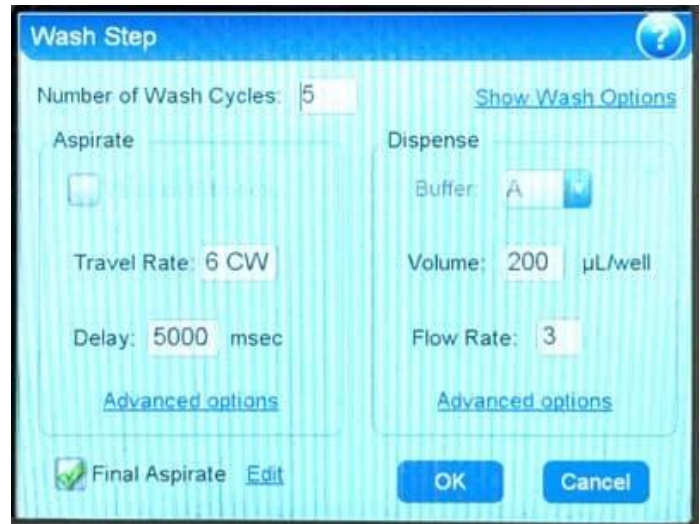 Wash Step
?
Number of Wash Cycles: 5
Show Wash Options
Aspirate
Travel Rate: 6 CW
Delay: 5000 msec
Advanced options
Final Aspirate Edit
Dispense
Buffer: A
Volume: 200 µL/well
Flow Rate: 3
Advanced options
OK
Cancel